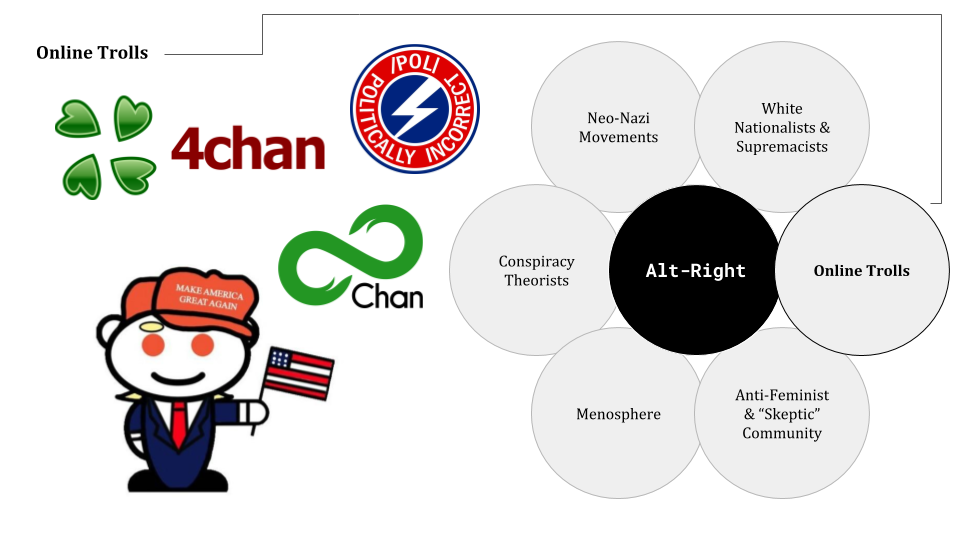 Online Trolls
/POL/
POLITICALLY INCORRECT
4chan
Chan
MAKE AMERICA
GREAT AGAIN
Neo-Nazi
Movements
White
Nationalists &
Supremacists
Conspiracy
Theorists
Alt-Right
Online Trolls
Menosphere
Anti-Feminist
& “Skeptic”
Community